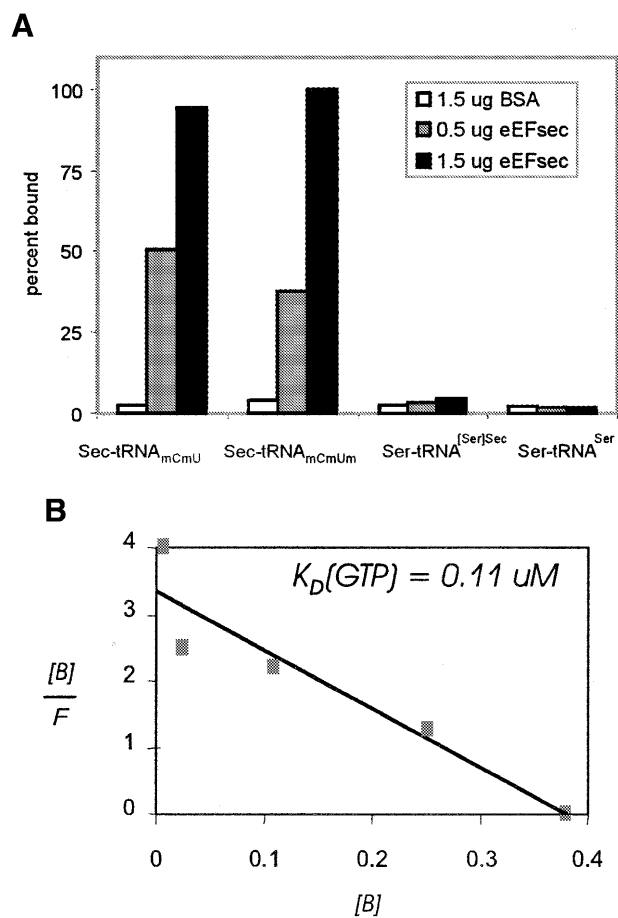 A
100
75
50
25
0
percent bound
1.5 ug BSA
0.5 ug eEFsec
1.5 ug eEFsec
Sec-tRNAmCmU Sec-tRNAmCmUm Ser-tRNA[Ser]Sec Ser-tRNASer
B
4
3
2
1
0
[B]
F
KD(GTP) = 0.11 uM
0 0.1 0.2 0.3 0.4
[B]